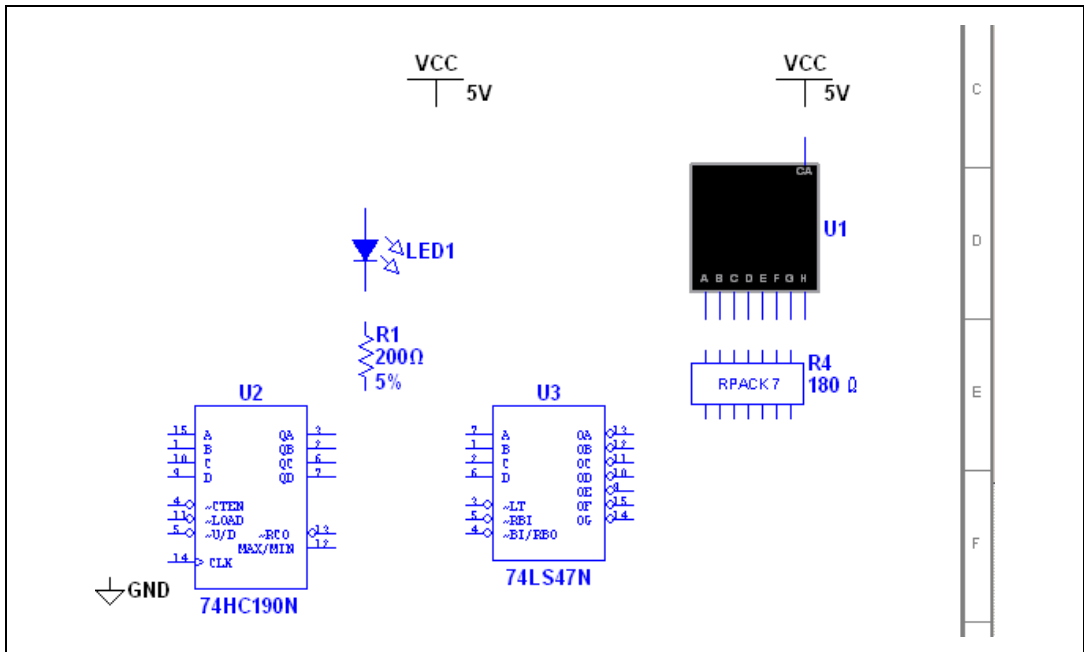 VCC
5V
VCC
5V
C
CA
U1
D
LED1
A B C D E F G H
R1
200Ω
5%
R4
180 Ω
RPACK7
E
U2
15 A QA 3
1 B QB 2
10 C QC 6
9 D QD 7
4 ~CTEN
11 ~LOAD
5 ~U/D ~RCO 13
MAX/MIN 12
14 CLK
74HC190N
GND
U3
7 A OA 13
1 B OB 12
2 C OC 11
6 D OD 10
OE 9
3 ~LT OF 15
5 ~RBI OG 14
4 ~BI/RBO
74LS47N
F